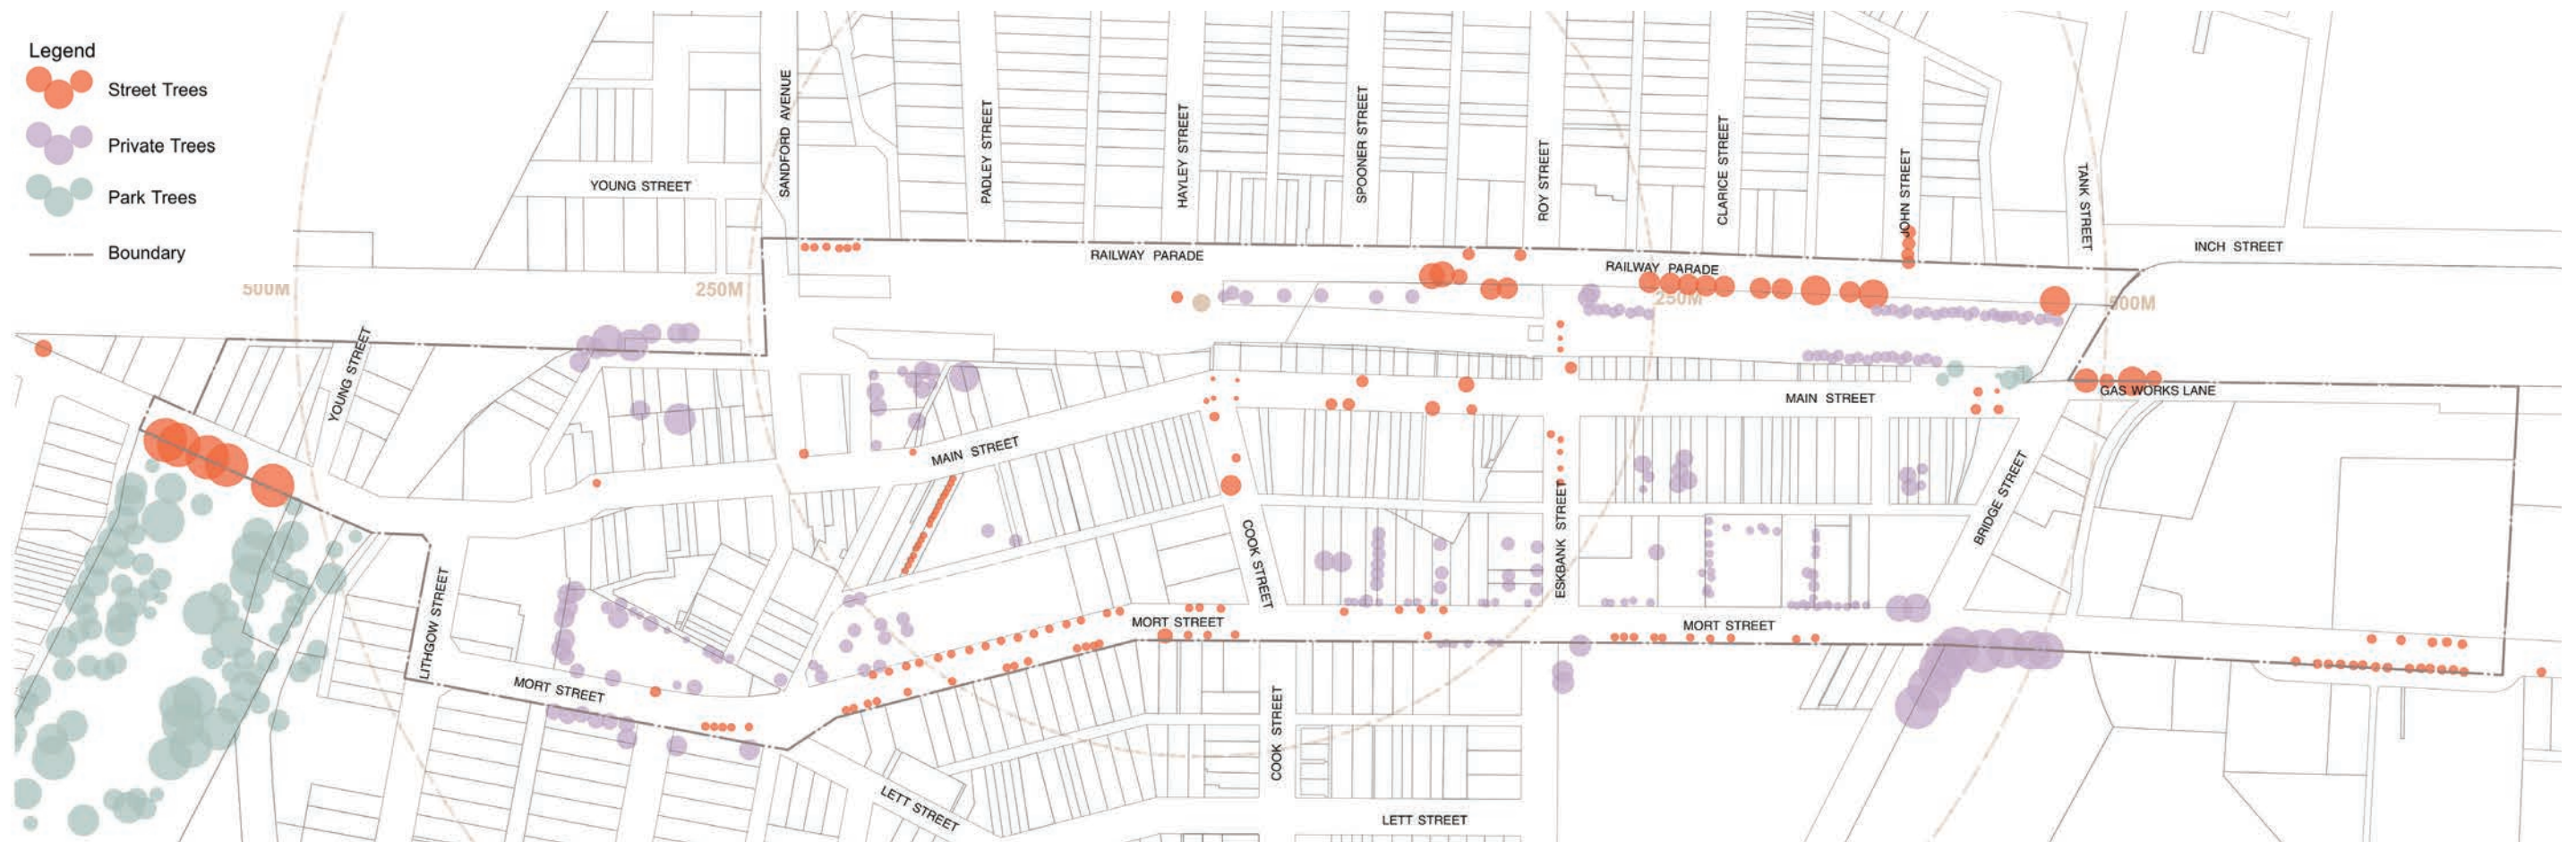 Legend
Street Trees
Private Trees
Park Trees
Boundary
YOUNG STREET
SANDFORD AVENUE
PADLEY STREET
HAYLEY STREET
SPOONER STREET
ROY STREET
CLARICE STREET
JOHN STREET
TANK STREET
INCH STREET
RAILWAY PARADE
RAILWAY PARADE
500M
250M
250M
500M
YOUNG STREET
MAIN STREET
MAIN STREET
GAS WORKS LANE
BRIDGE STREET
ESKBANK STREET
COOK STREET
LITHGOW STREET
MORT STREET
MORT STREET
MORT STREET
COOK STREET
LETT STREET
LETT STREET